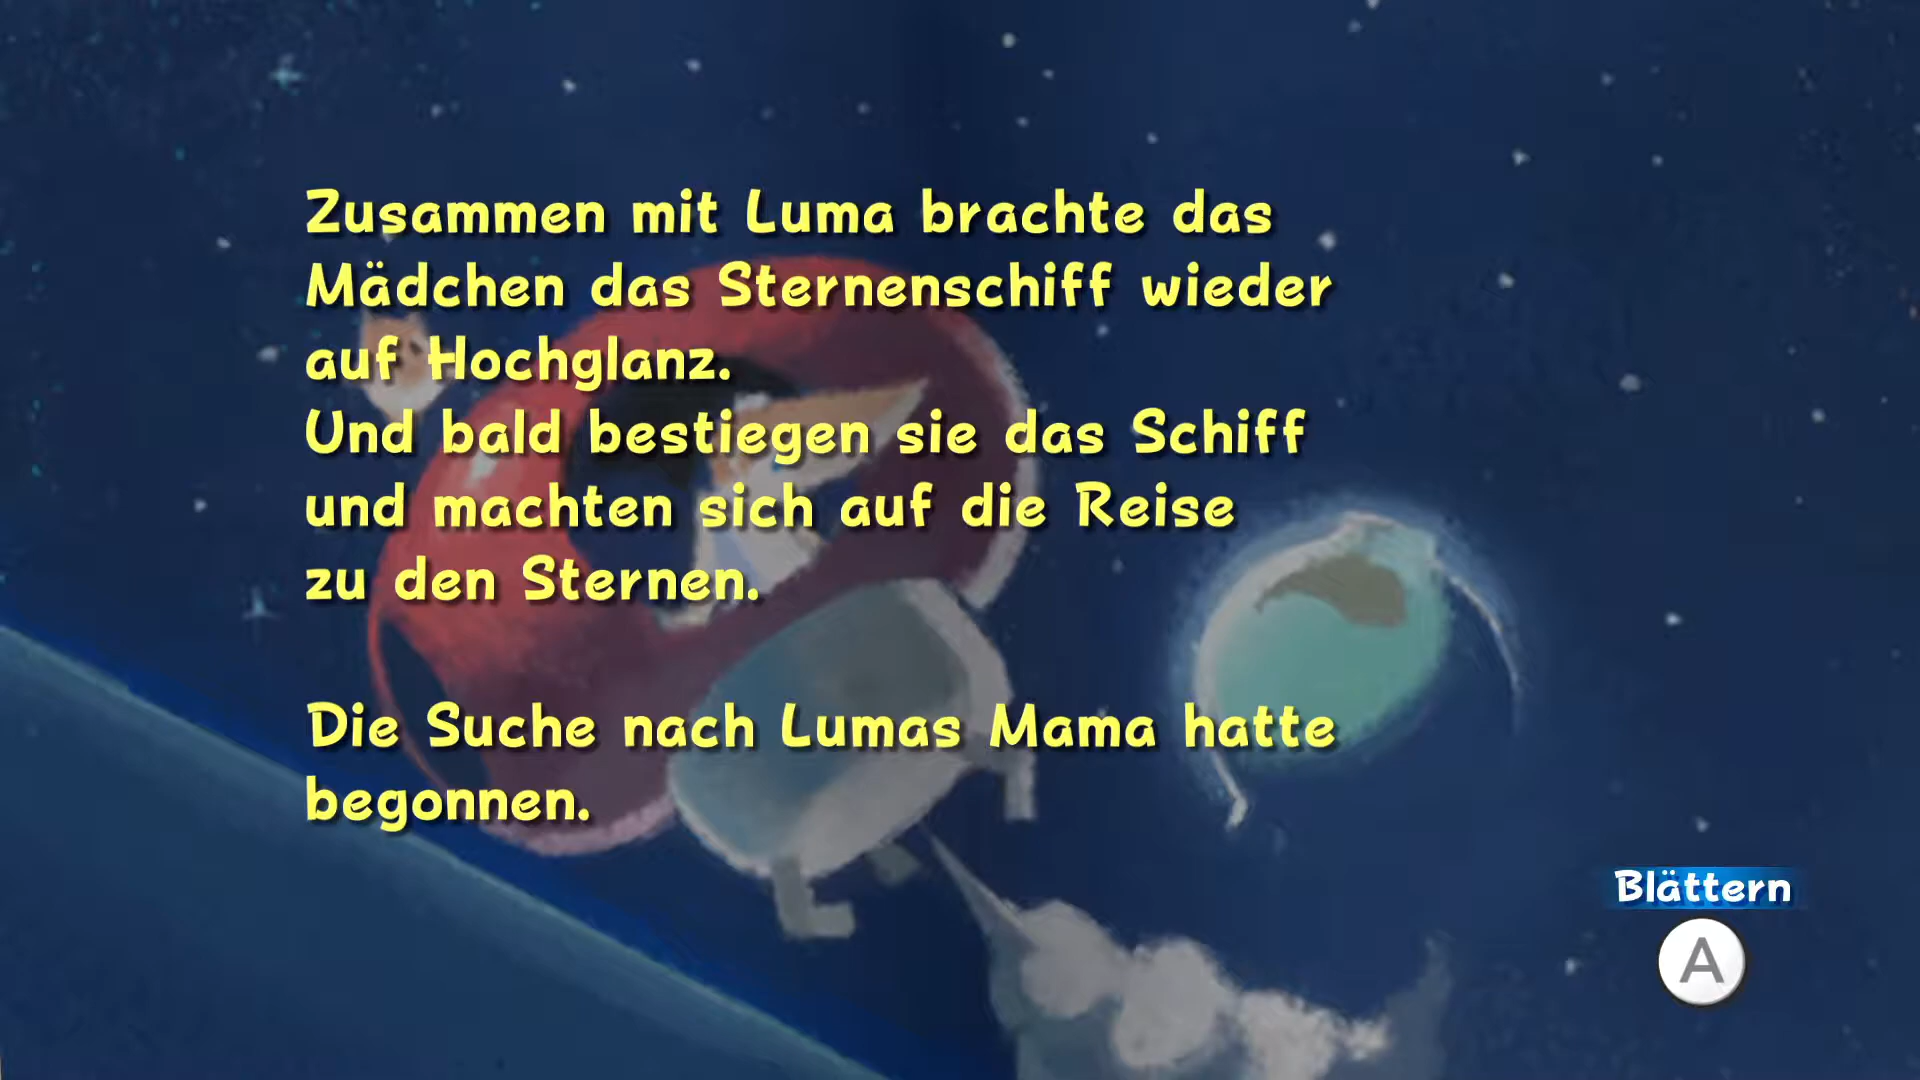 Zusammen mit Luma brachte das
Mädchen das Sternenschiff wieder
auf Hochglanz.
Und bald bestiegen sie das Schiff
und machten sich auf die Reise
zu den Sternen.
Die Suche nach Lumas Mama hatte
begonnen.
Blättern
A